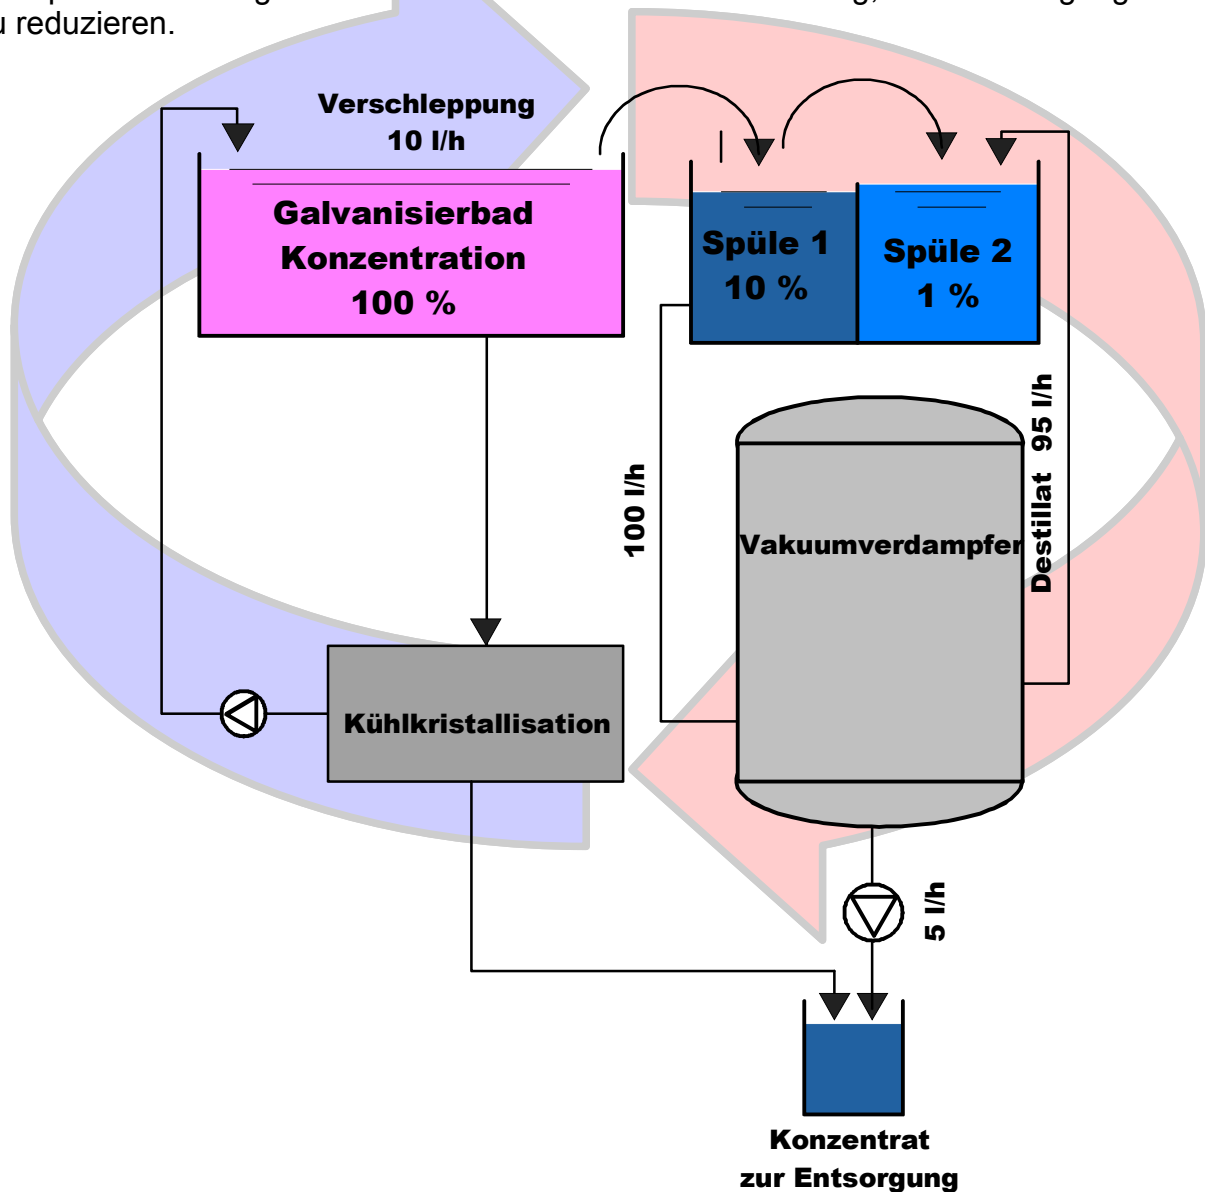 u reduzieren.
Verschleppung
10 l/h
Galvanisierbad
Konzentration
100 %
Spüle 1
10 %
Spüle 2
1 %
100 l/h
Vakuumverdampfer
Destillat 95 l/h
Kühlkristallisation
5 l/h
Konzentrat
zur Entsorgung